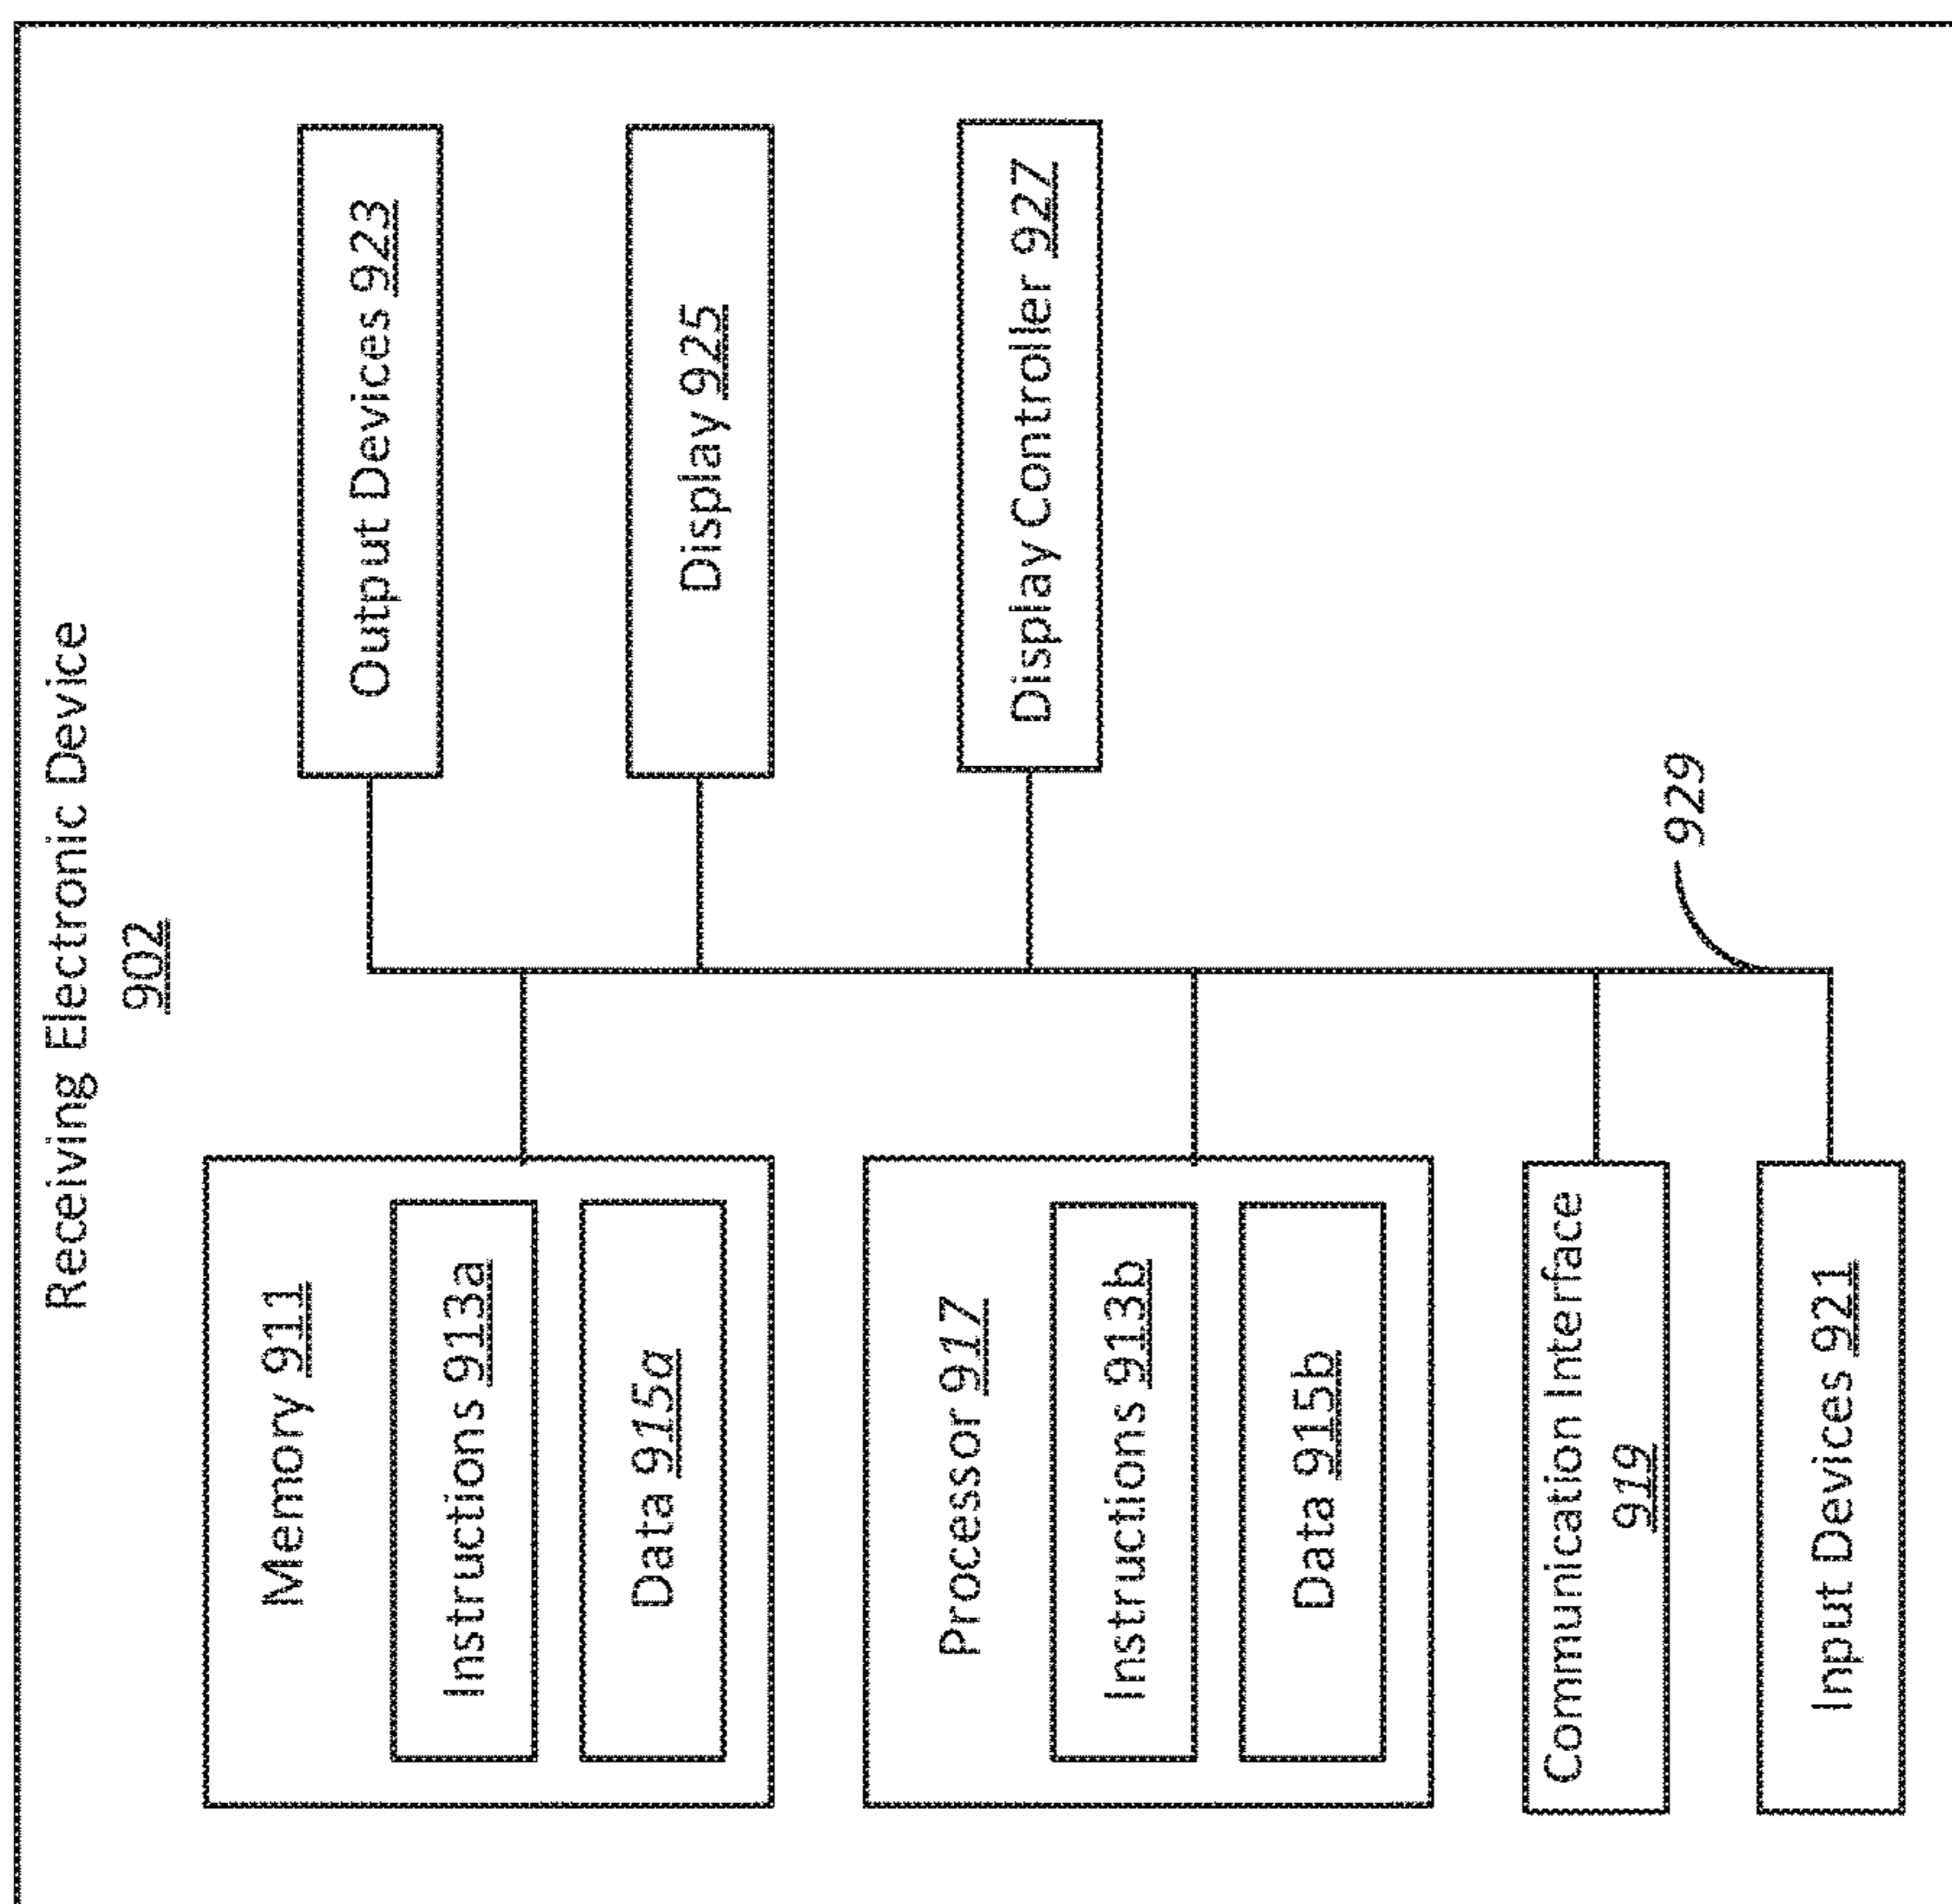 Receiving Electronic Device
902
Memory 911
Instructions 913a
Data 915a
Processor 917
Instructions 913b
Data 915b
Communication Interface
919
Input Devices 921
Output Devices 923
Display 925
Display Controller 927
929